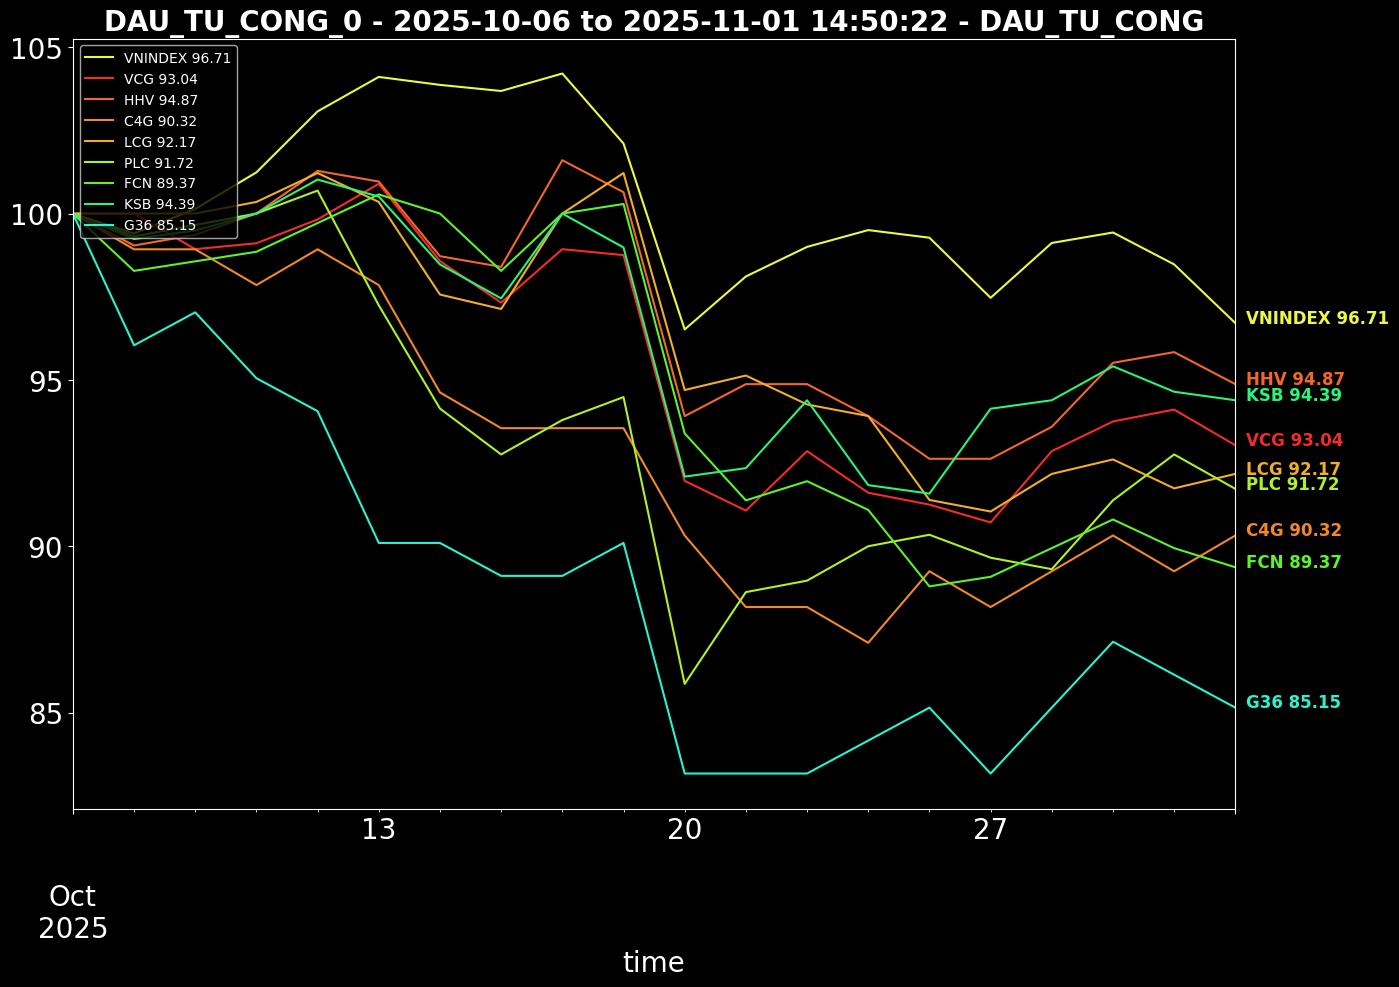 DAU_TU_CONG_0 - 2025-10-06 to 2025-11-01 14:50:22 - DAU_TU_CONG
105
100
95
90
85
VNINDEX 96.71
VCG 93.04
HHV 94.87
C4G 90.32
LCG 92.17
PLC 91.72
FCN 89.37
KSB 94.39
G36 85.15
VNINDEX 96.71
HHV 94.87
KSB 94.39
VCG 93.04
LCG 92.17
PLC 91.72
C4G 90.32
FCN 89.37
G36 85.15
13
20
27
Oct
2025
time